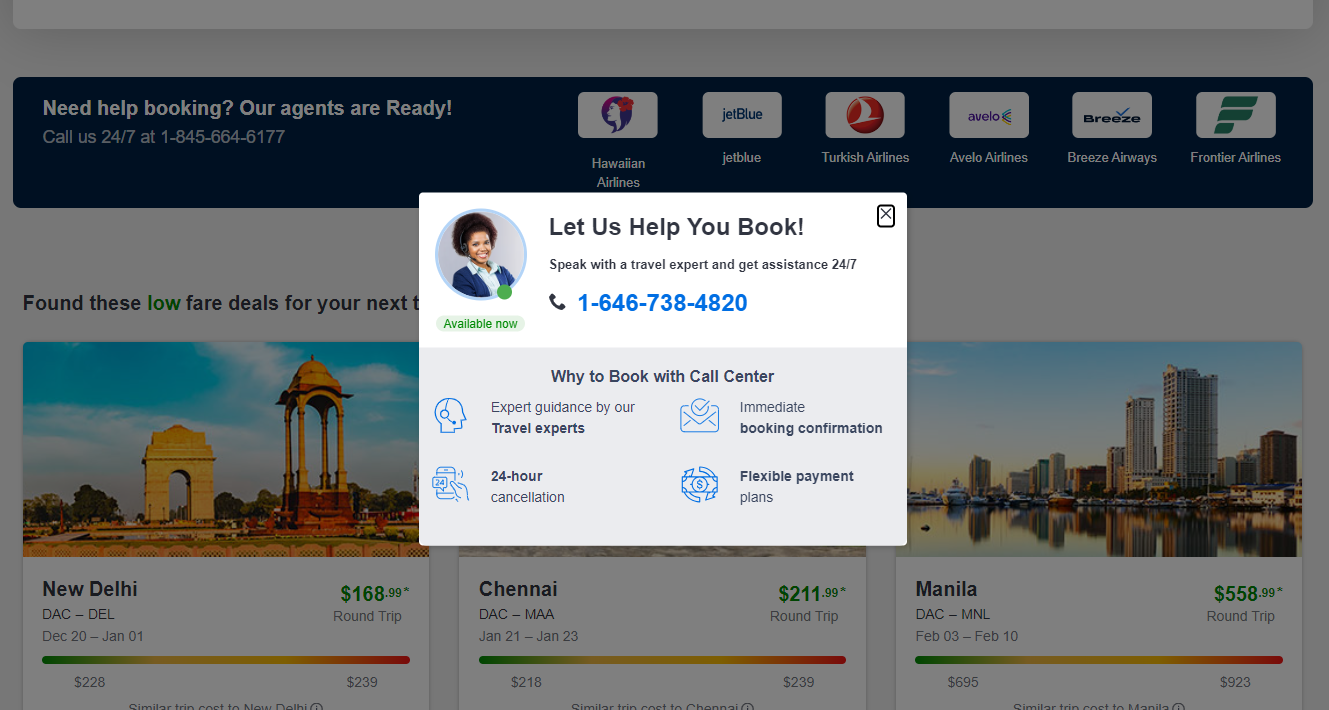 Need help booking? Our agents are Ready!
Call us 24/7 at 1-845-664-6177
jetBlue
avelo
Breeze
Hawaiian
Airlines
jetblue
Turkish Airlines
Avelo Airlines
Breeze Airways
Frontier Airlines
Let Us Help You Book!
Speak with a travel expert and get assistance 24/7
1-646-738-4820
Available now
Found these low fare deals for your next t
Why to Book with Call Center
Expert guidance by our
Travel experts
Immediate
booking confirmation
24
24-hour
cancellation
$
Flexible payment
plans
New Delhi
$168.99*
DAC – DEL
Round Trip
Dec 20 – Jan 01
$228
$239
Similar trip cost to New Delhi
Chennai
$211.99*
DAC – MAA
Round Trip
Jan 21 – Jan 23
$218
$239
Similar trip cost to Chennai
Manila
$558.99*
DAC – MNL
Round Trip
Feb 03 – Feb 10
$695
$923
Similar trip cost to Manila